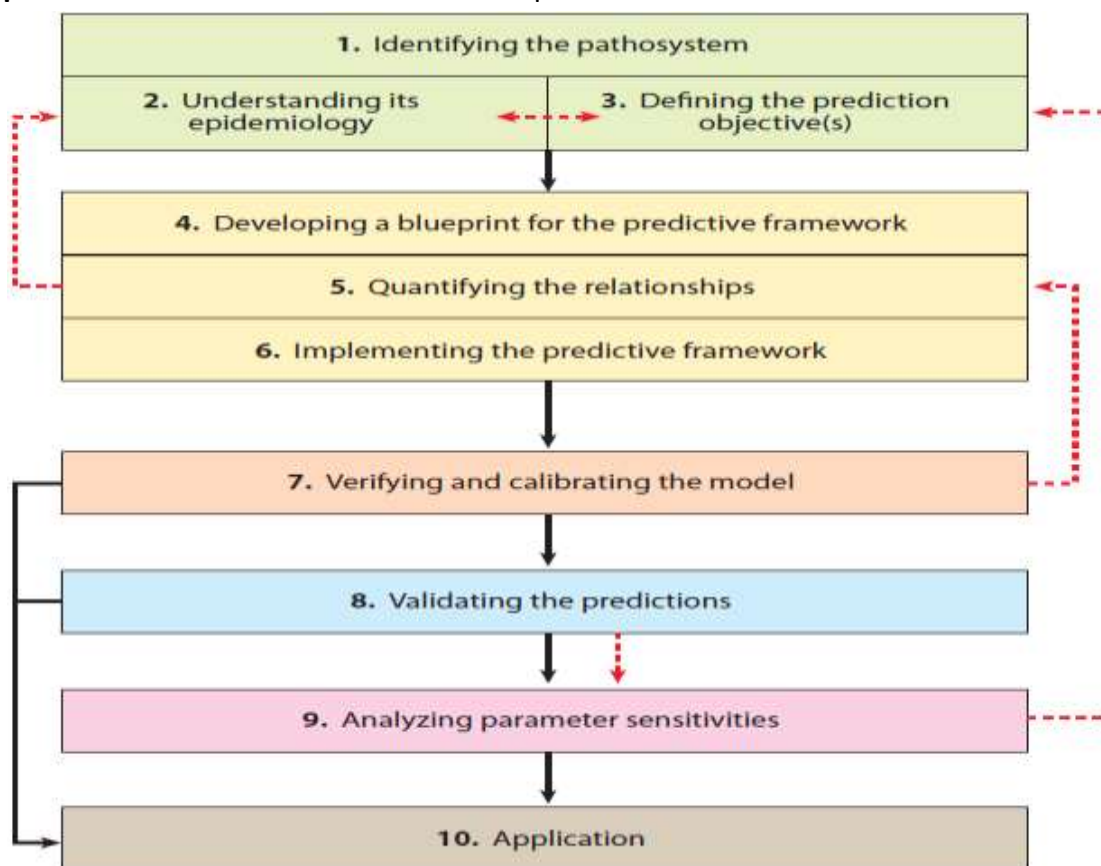 1. Identifying the pathosystem
2. Understanding its
epidemiology
3. Defining the prediction
objective(s)
4. Developing a blueprint for the predictive framework
5. Quantifying the relationships
6. Implementing the predictive framework
7. Verifying and calibrating the model
8. Validating the predictions
9. Analyzing parameter sensitivities
10. Application